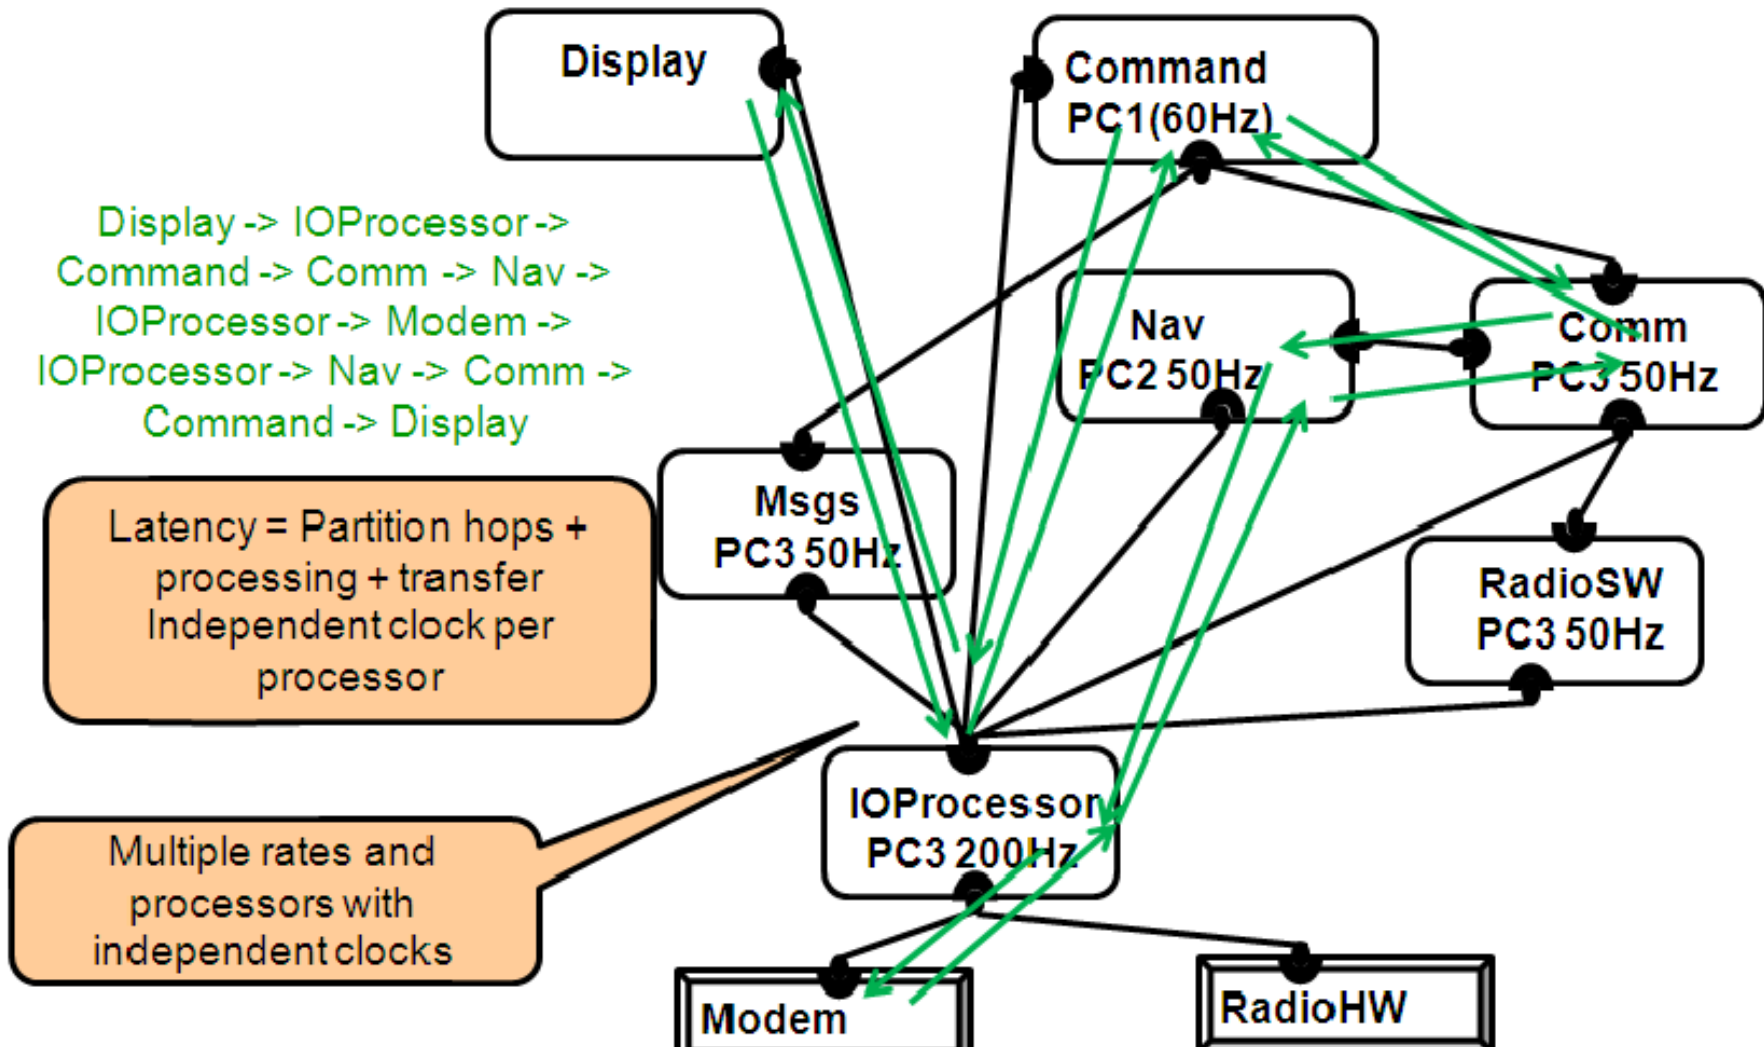 Display
Command
PC1(60Hz)
Display -> IOProcessor ->
Command -> Comm -> Nav ->
IOProcessor -> Modem ->
IOProcessor -> Nav -> Comm ->
Command -> Display
Nav
PC2 50Hz
Comm
PC3 50Hz
Msgs
PC3 50Hz
Latency = Partition hops +
processing + transfer
Independent clock per
processor
RadioSW
PC3 50Hz
IOProcessor
PC3 200Hz
Multiple rates and
processors with
independent clocks
Modem
RadioHW